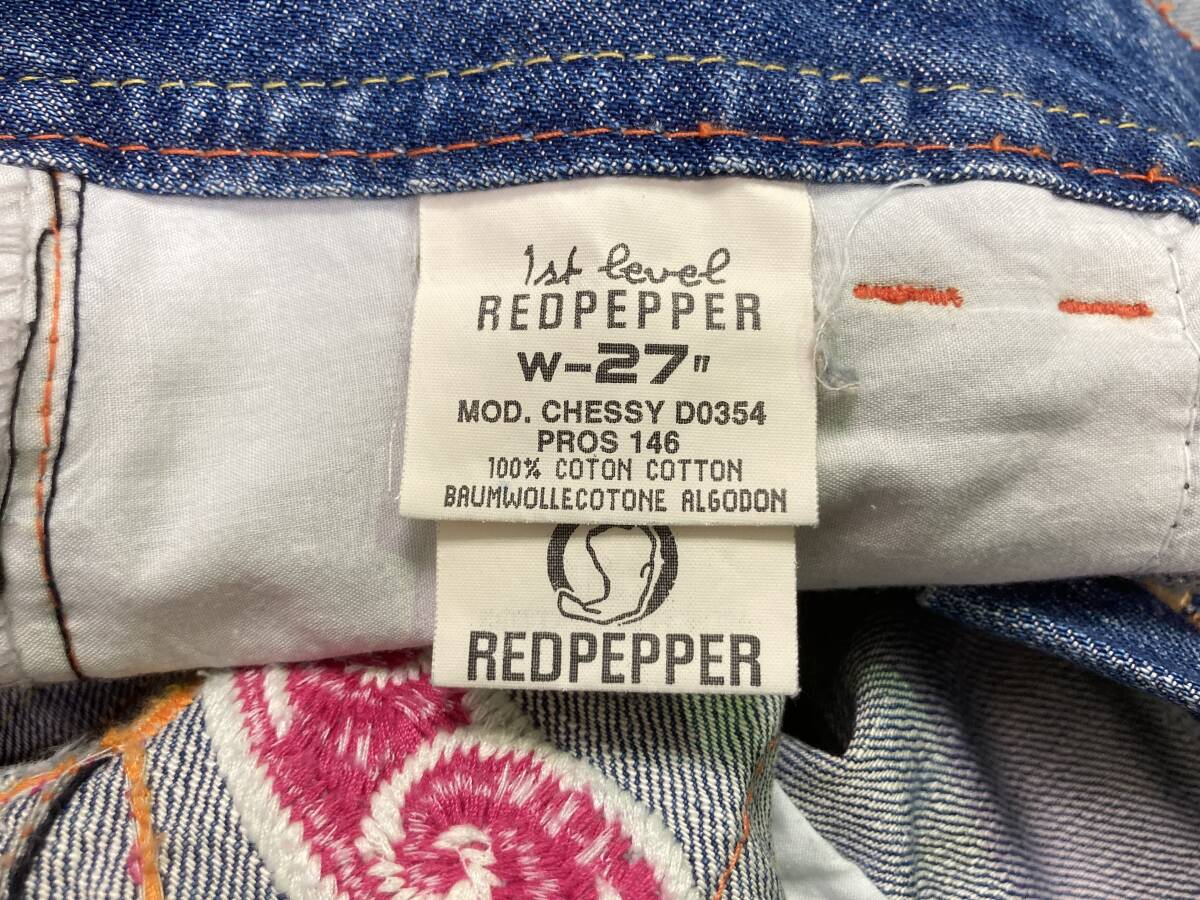 1st level
REDPEPPER
W-27"
MOD. CHESSY D0354
PROS 146
100% COTON COTTON
BAUMWOLLECOTONE ALGODON
REDPEPPER